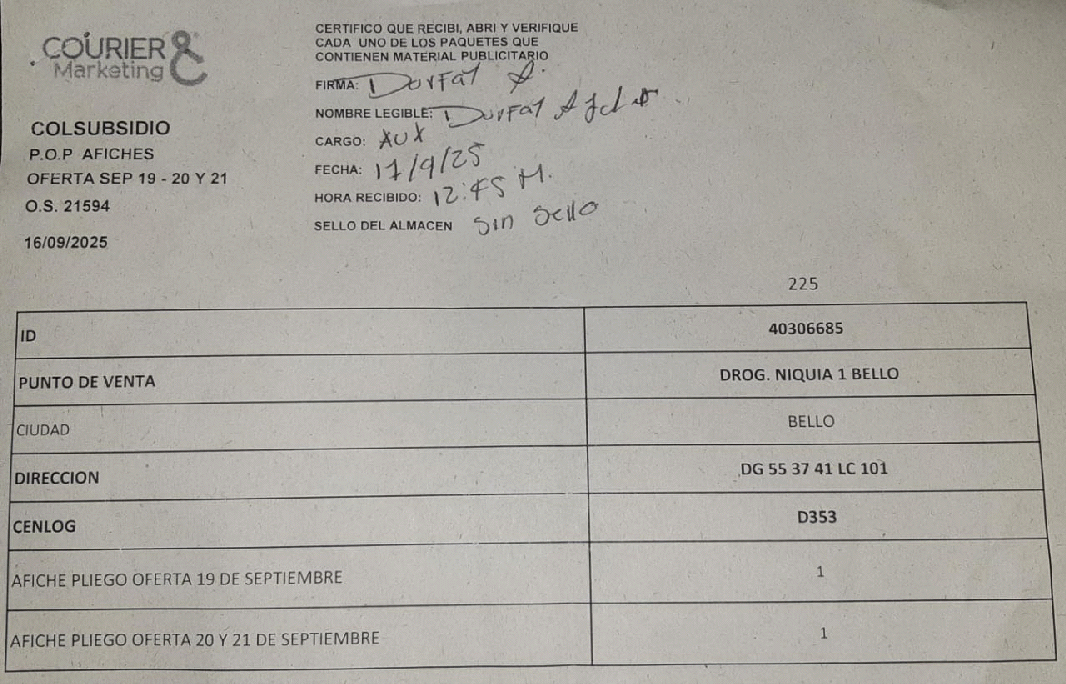 COURIER &
Marketing
COLSUBSIDIO
P.O.P AFICHES
OFERTA SEP 19 - 20 Y 21
O.S. 21594
16/09/2025
CERTIFICO QUE RECIBI, ABRI Y VERIFIQUE
CADA UNO DE LOS PAQUETES QUE
CONTIENEN MATERIAL PUBLICITARIO
FIRMA:
NOMBRE LEGIBLE:
CARGO: AUX
FECHA: 17/9/25
HORA RECIBIDO: 12:45 M.
SELLO DEL ALMACEN Sin Sello
225
ID 40306685
PUNTO DE VENTA DROG. NIQUIA 1 BELLO
CIUDAD BELLO
DIRECCION DG 55 37 41 LC 101
CENLOG D353
AFICHE PLIEGO OFERTA 19 DE SEPTIEMBRE 1
AFICHE PLIEGO OFERTA 20 Y 21 DE SEPTIEMBRE 1